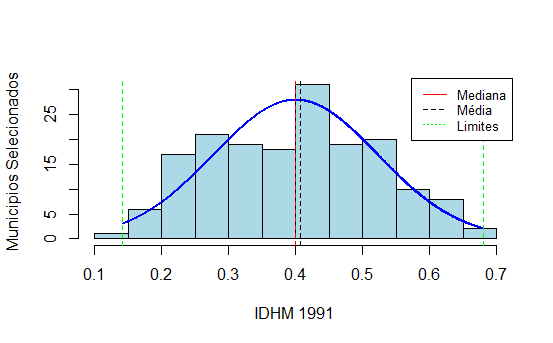 Municipios Selecionados
0
5
15
25
0.1 0.2 0.3 0.4 0.5 0.6 0.7
IDHM 1991
Mediana
Média
Limites